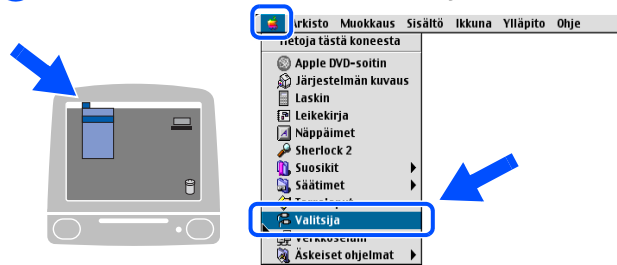 Arkisto Muokkaus Sisältö Ikkuna Ylläpito Ohje
Tietoja tästä koneesta
Apple DVD-soitin
Järjestelmän kuvaus
Laskin
Leikekirja
Näppäimet
Sherlock 2
Suosikit
Säätimet
Valitsija
Verkkoselain
Äskeiset ohjelmat